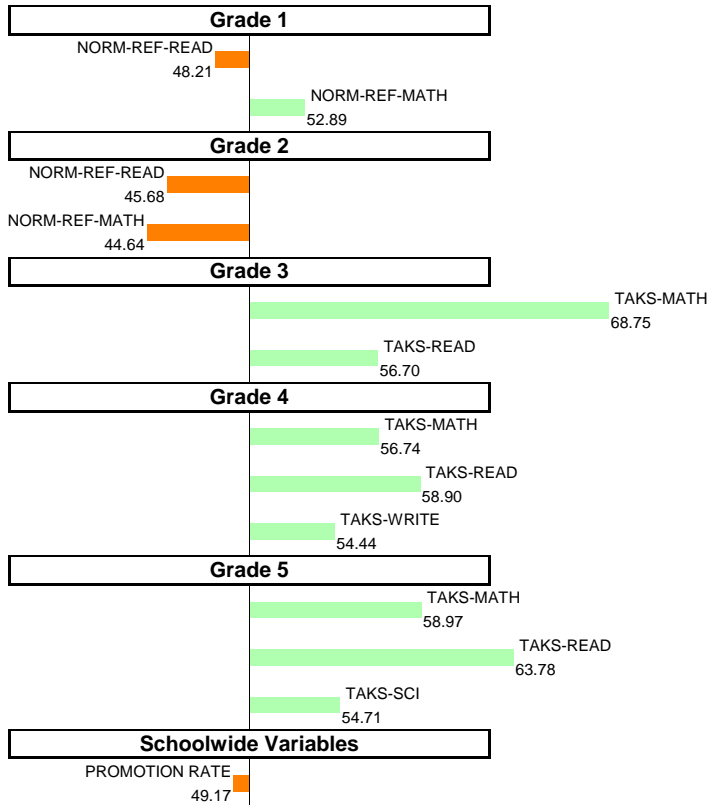 Grade 1
NORM-REF-READ
48.21
NORM-REF-MATH
52.89
Grade 2
NORM-REF-READ
45.68
NORM-REF-MATH
44.64
Grade 3
TAKS-MATH
68.75
TAKS-READ
56.70
Grade 4
TAKS-MATH
56.74
TAKS-READ
58.90
TAKS-WRITE
54.44
Grade 5
TAKS-MATH
58.97
TAKS-READ
63.78
TAKS-SCI
54.71
Schoolwide Variables
PROMOTION RATE
49.17